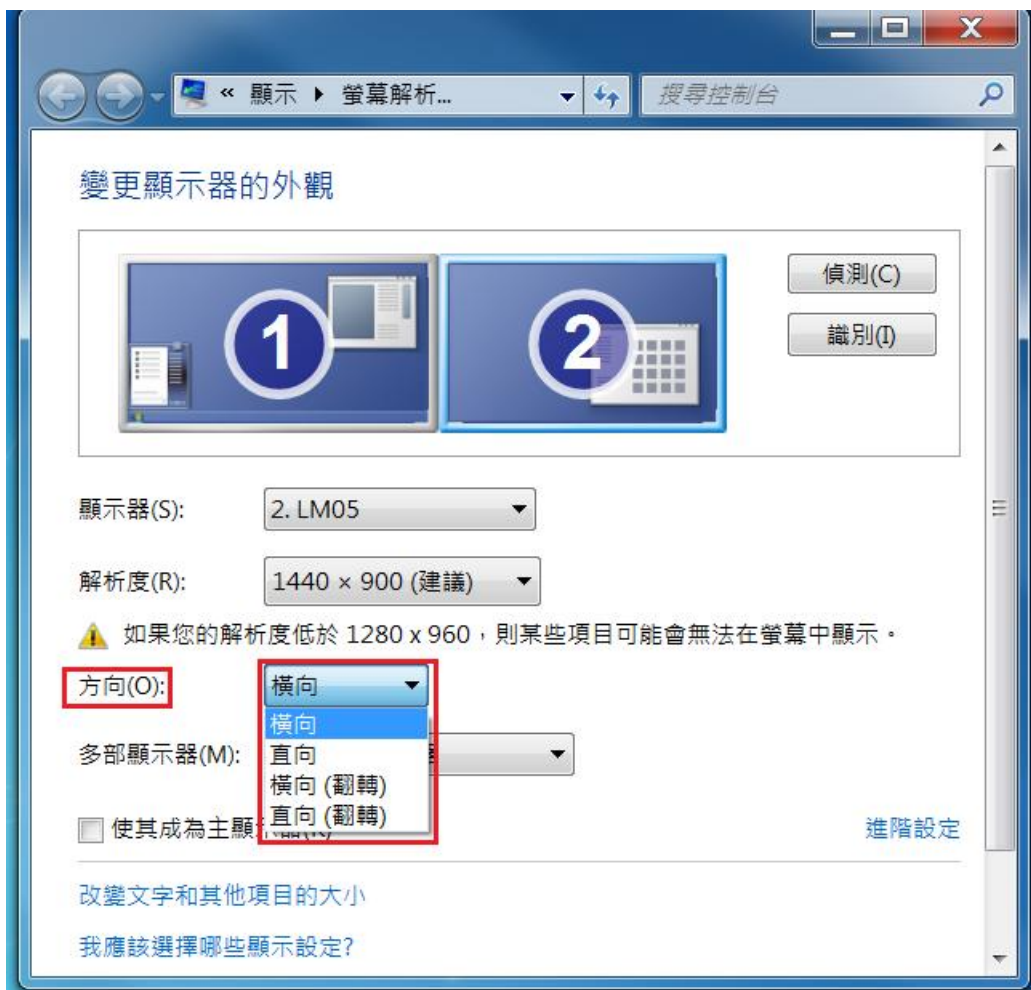 « 顯示 ▸ 螢幕解析... 搜尋控制台
變更顯示器的外觀
1 2
偵測(C)
識別(I)
顯示器(S): 2. LM05
解析度(R): 1440 × 900 (建議)
如果您的解析度低於 1280 x 960，則某些項目可能會無法在螢幕中顯示。
方向(O): 橫向
橫向
直向
橫向 (翻轉)
直向 (翻轉)
多部顯示器(M):
使其成為主顯
進階設定
改變文字和其他項目的大小
我應該選擇哪些顯示設定?